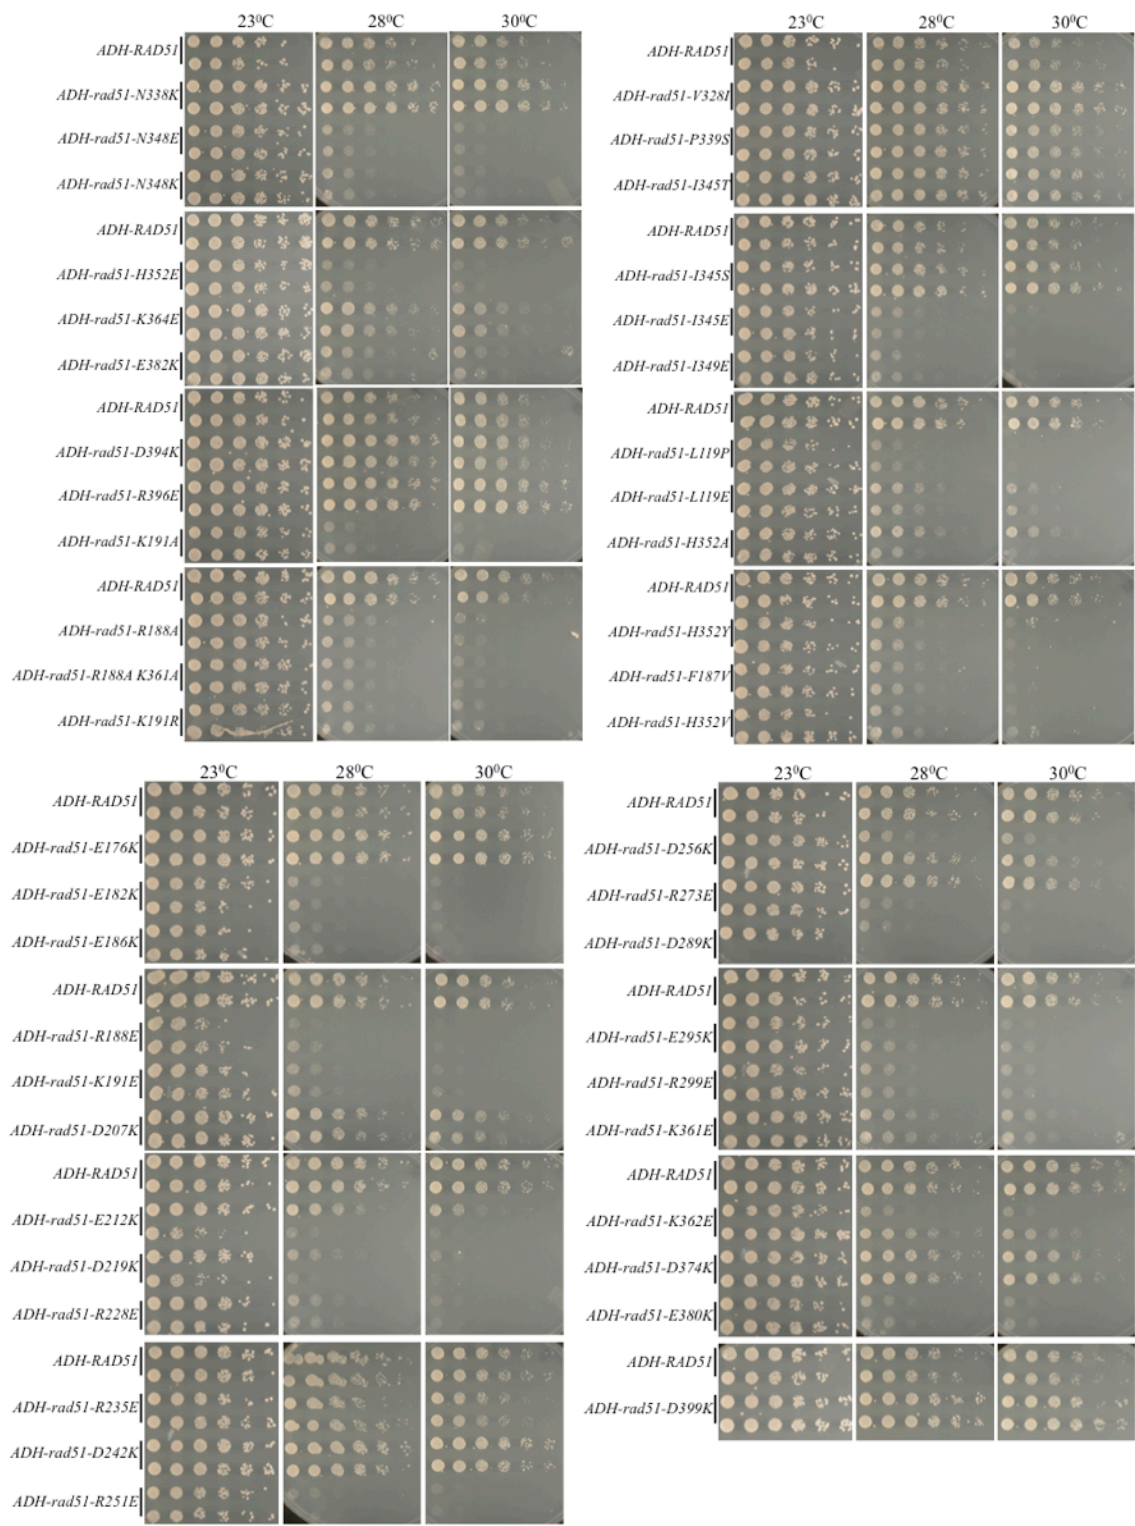 23⁰C 28⁰C 30⁰C
ADH-RAD51
ADH-rad51-N338K
ADH-rad51-N348E
ADH-rad51-N348K
ADH-RAD51
ADH-rad51-H352E
ADH-rad51-K364E
ADH-rad51-E382K
ADH-RAD51
ADH-rad51-D394K
ADH-rad51-R396E
ADH-rad51-K191A
ADH-RAD51
ADH-rad51-R188A
ADH-rad51-R188A K361A
ADH-rad51-K191R
23⁰C 28⁰C 30⁰C
ADH-RAD51
ADH-rad51-V328I
ADH-rad51-P339S
ADH-rad51-I345T
ADH-RAD51
ADH-rad51-I345S
ADH-rad51-I345E
ADH-rad51-I349E
ADH-RAD51
ADH-rad51-L119P
ADH-rad51-L119E
ADH-rad51-H352A
ADH-RAD51
ADH-rad51-H352Y
ADH-rad51-F187V
ADH-rad51-H352V
23⁰C 28⁰C 30⁰C
ADH-RAD51
ADH-rad51-E176K
ADH-rad51-E182K
ADH-rad51-E186K
ADH-RAD51
ADH-rad51-R188E
ADH-rad51-K191E
ADH-rad51-D207K
ADH-RAD51
ADH-rad51-E212K
ADH-rad51-D219K
ADH-rad51-R228E
ADH-RAD51
ADH-rad51-R235E
ADH-rad51-D242K
ADH-rad51-R251E
23⁰C 28⁰C 30⁰C
ADH-RAD51
ADH-rad51-D256K
ADH-rad51-R273E
ADH-rad51-D289K
ADH-RAD51
ADH-rad51-E295K
ADH-rad51-R299E
ADH-rad51-K361E
ADH-RAD51
ADH-rad51-K362E
ADH-rad51-D374K
ADH-rad51-E380K
ADH-RAD51
ADH-rad51-D399K